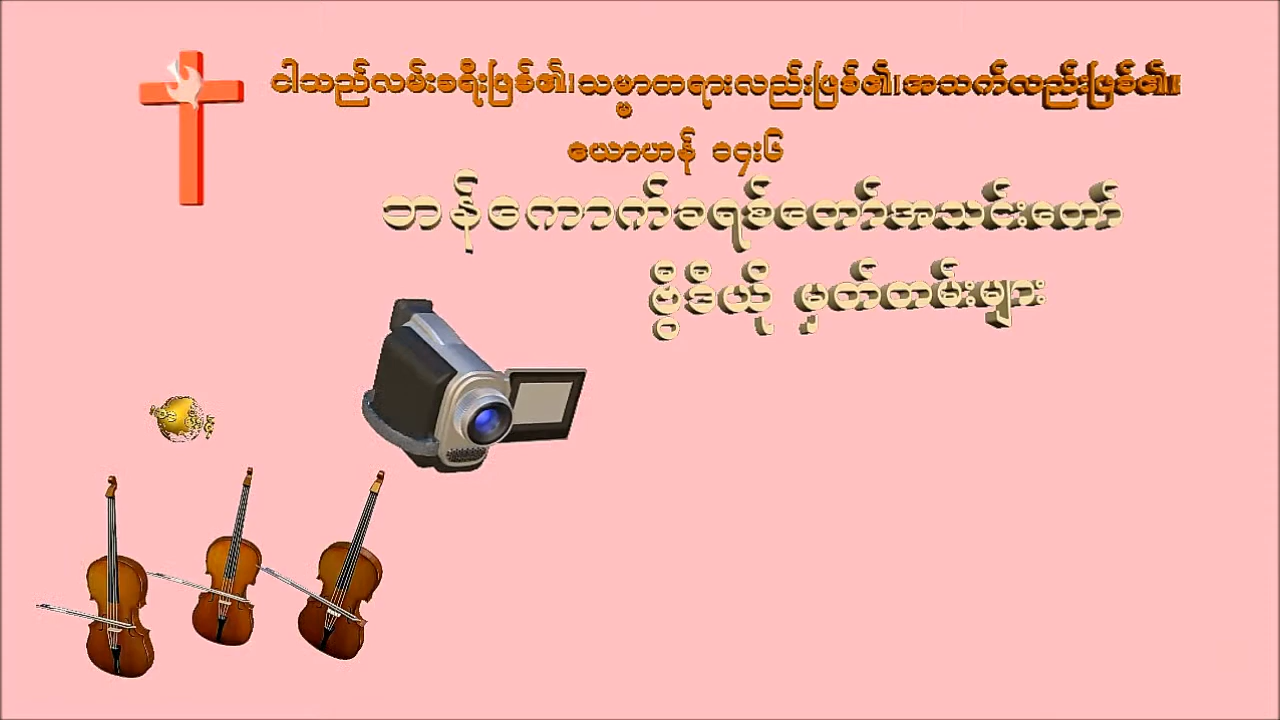 ငါသည်လမ်းခရီးဖြစ်၏၊သမ္မာတရားလည်းဖြစ်၏၊အသက်လည်းဖြစ်၏။
ယောဟန် ၁၄း၆
ဘန်ကောက်ခရစ်တော်အသင်းတော်
ဗွီဒီယို မှတ်တမ်းများ